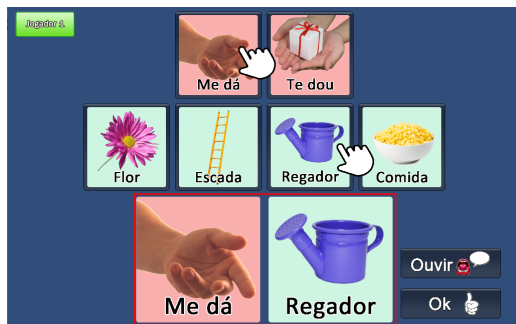 Jogador 1
Me dá
Te dou
Flor
Escada
Regador
Comida
Me dá
Regador
Ouvir
Ok